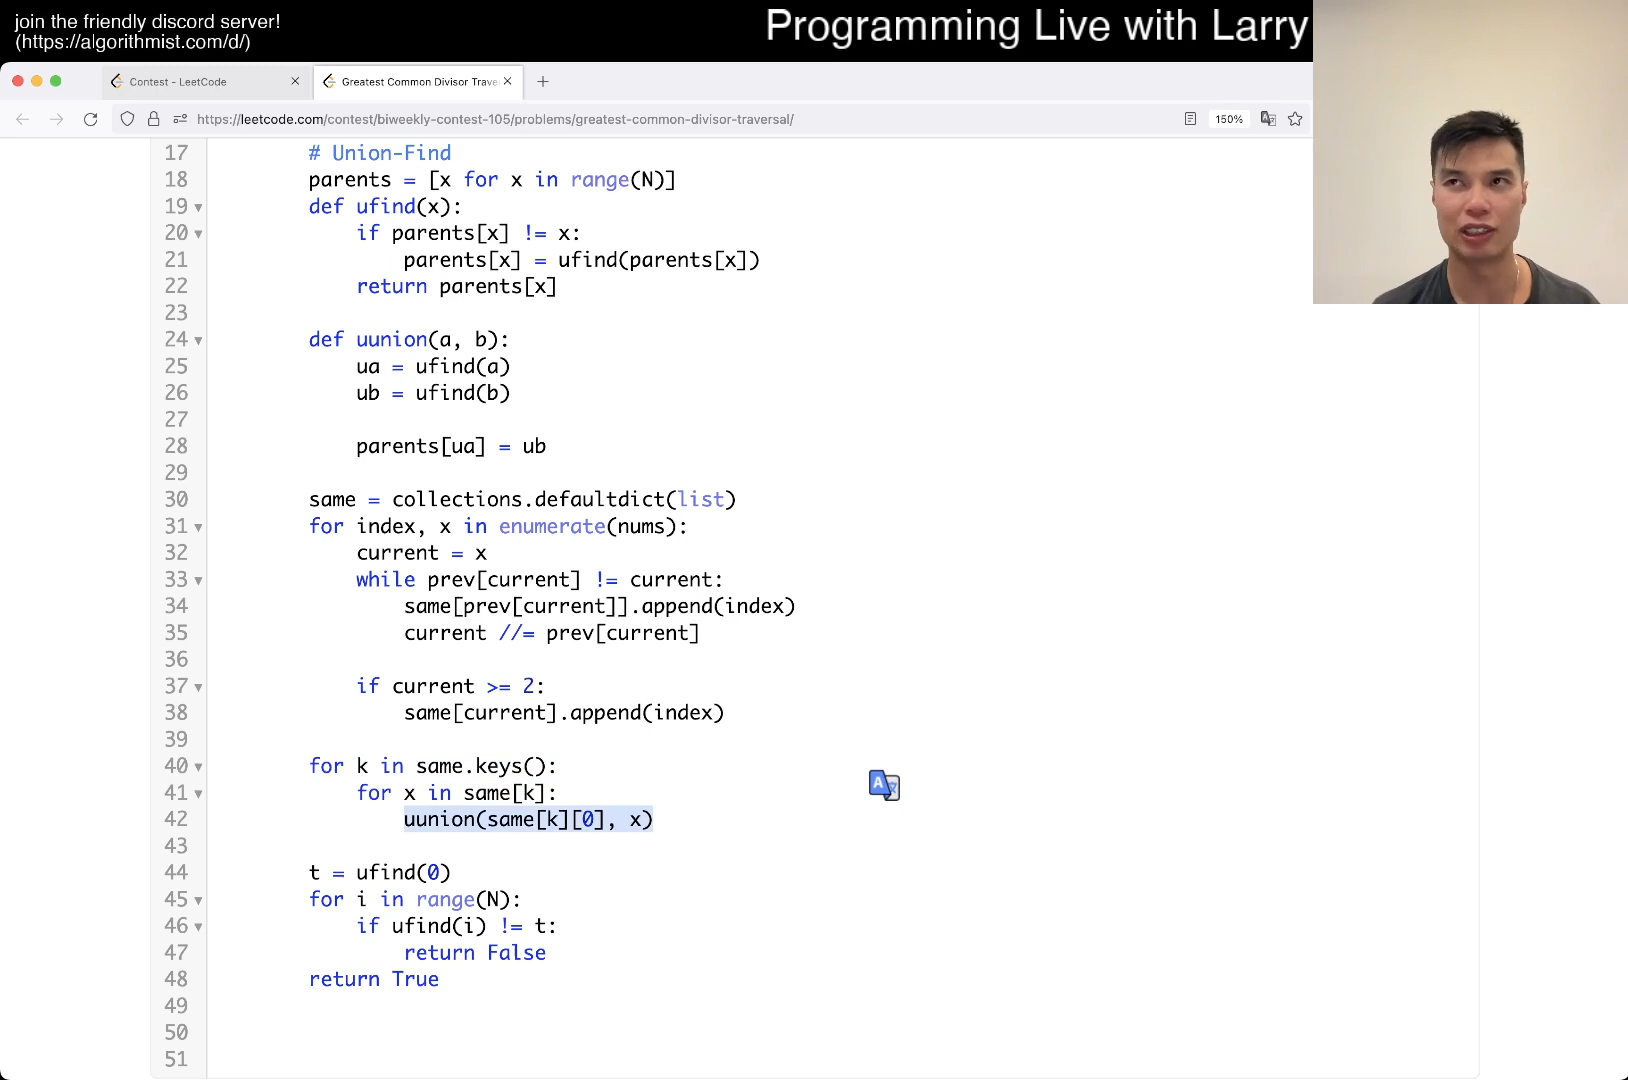 join the friendly discord server!
(https://algorithmist.com/d/)
Programming Live with Larry
Contest - LeetCode
Greatest Common Divisor Trave
https://leetcode.com/contest/biweekly-contest-105/problems/greatest-common-divisor-traversal/
150%
17 # Union-Find
18 parents = [x for x in range(N)]
19 def ufind(x):
20 if parents[x] != x:
21 parents[x] = ufind(parents[x])
22 return parents[x]
23
24 def uunion(a, b):
25 ua = ufind(a)
26 ub = ufind(b)
27
28 parents[ua] = ub
29
30 same = collections.defaultdict(list)
31 for index, x in enumerate(nums):
32 current = x
33 while prev[current] != current:
34 same[prev[current]].append(index)
35 current //= prev[current]
36
37 if current >= 2:
38 same[current].append(index)
39
40 for k in same.keys():
41 for x in same[k]:
42 uunion(same[k][0], x)
43
44 t = ufind(0)
45 for i in range(N):
46 if ufind(i) != t:
47 return False
48 return True
49
50
51